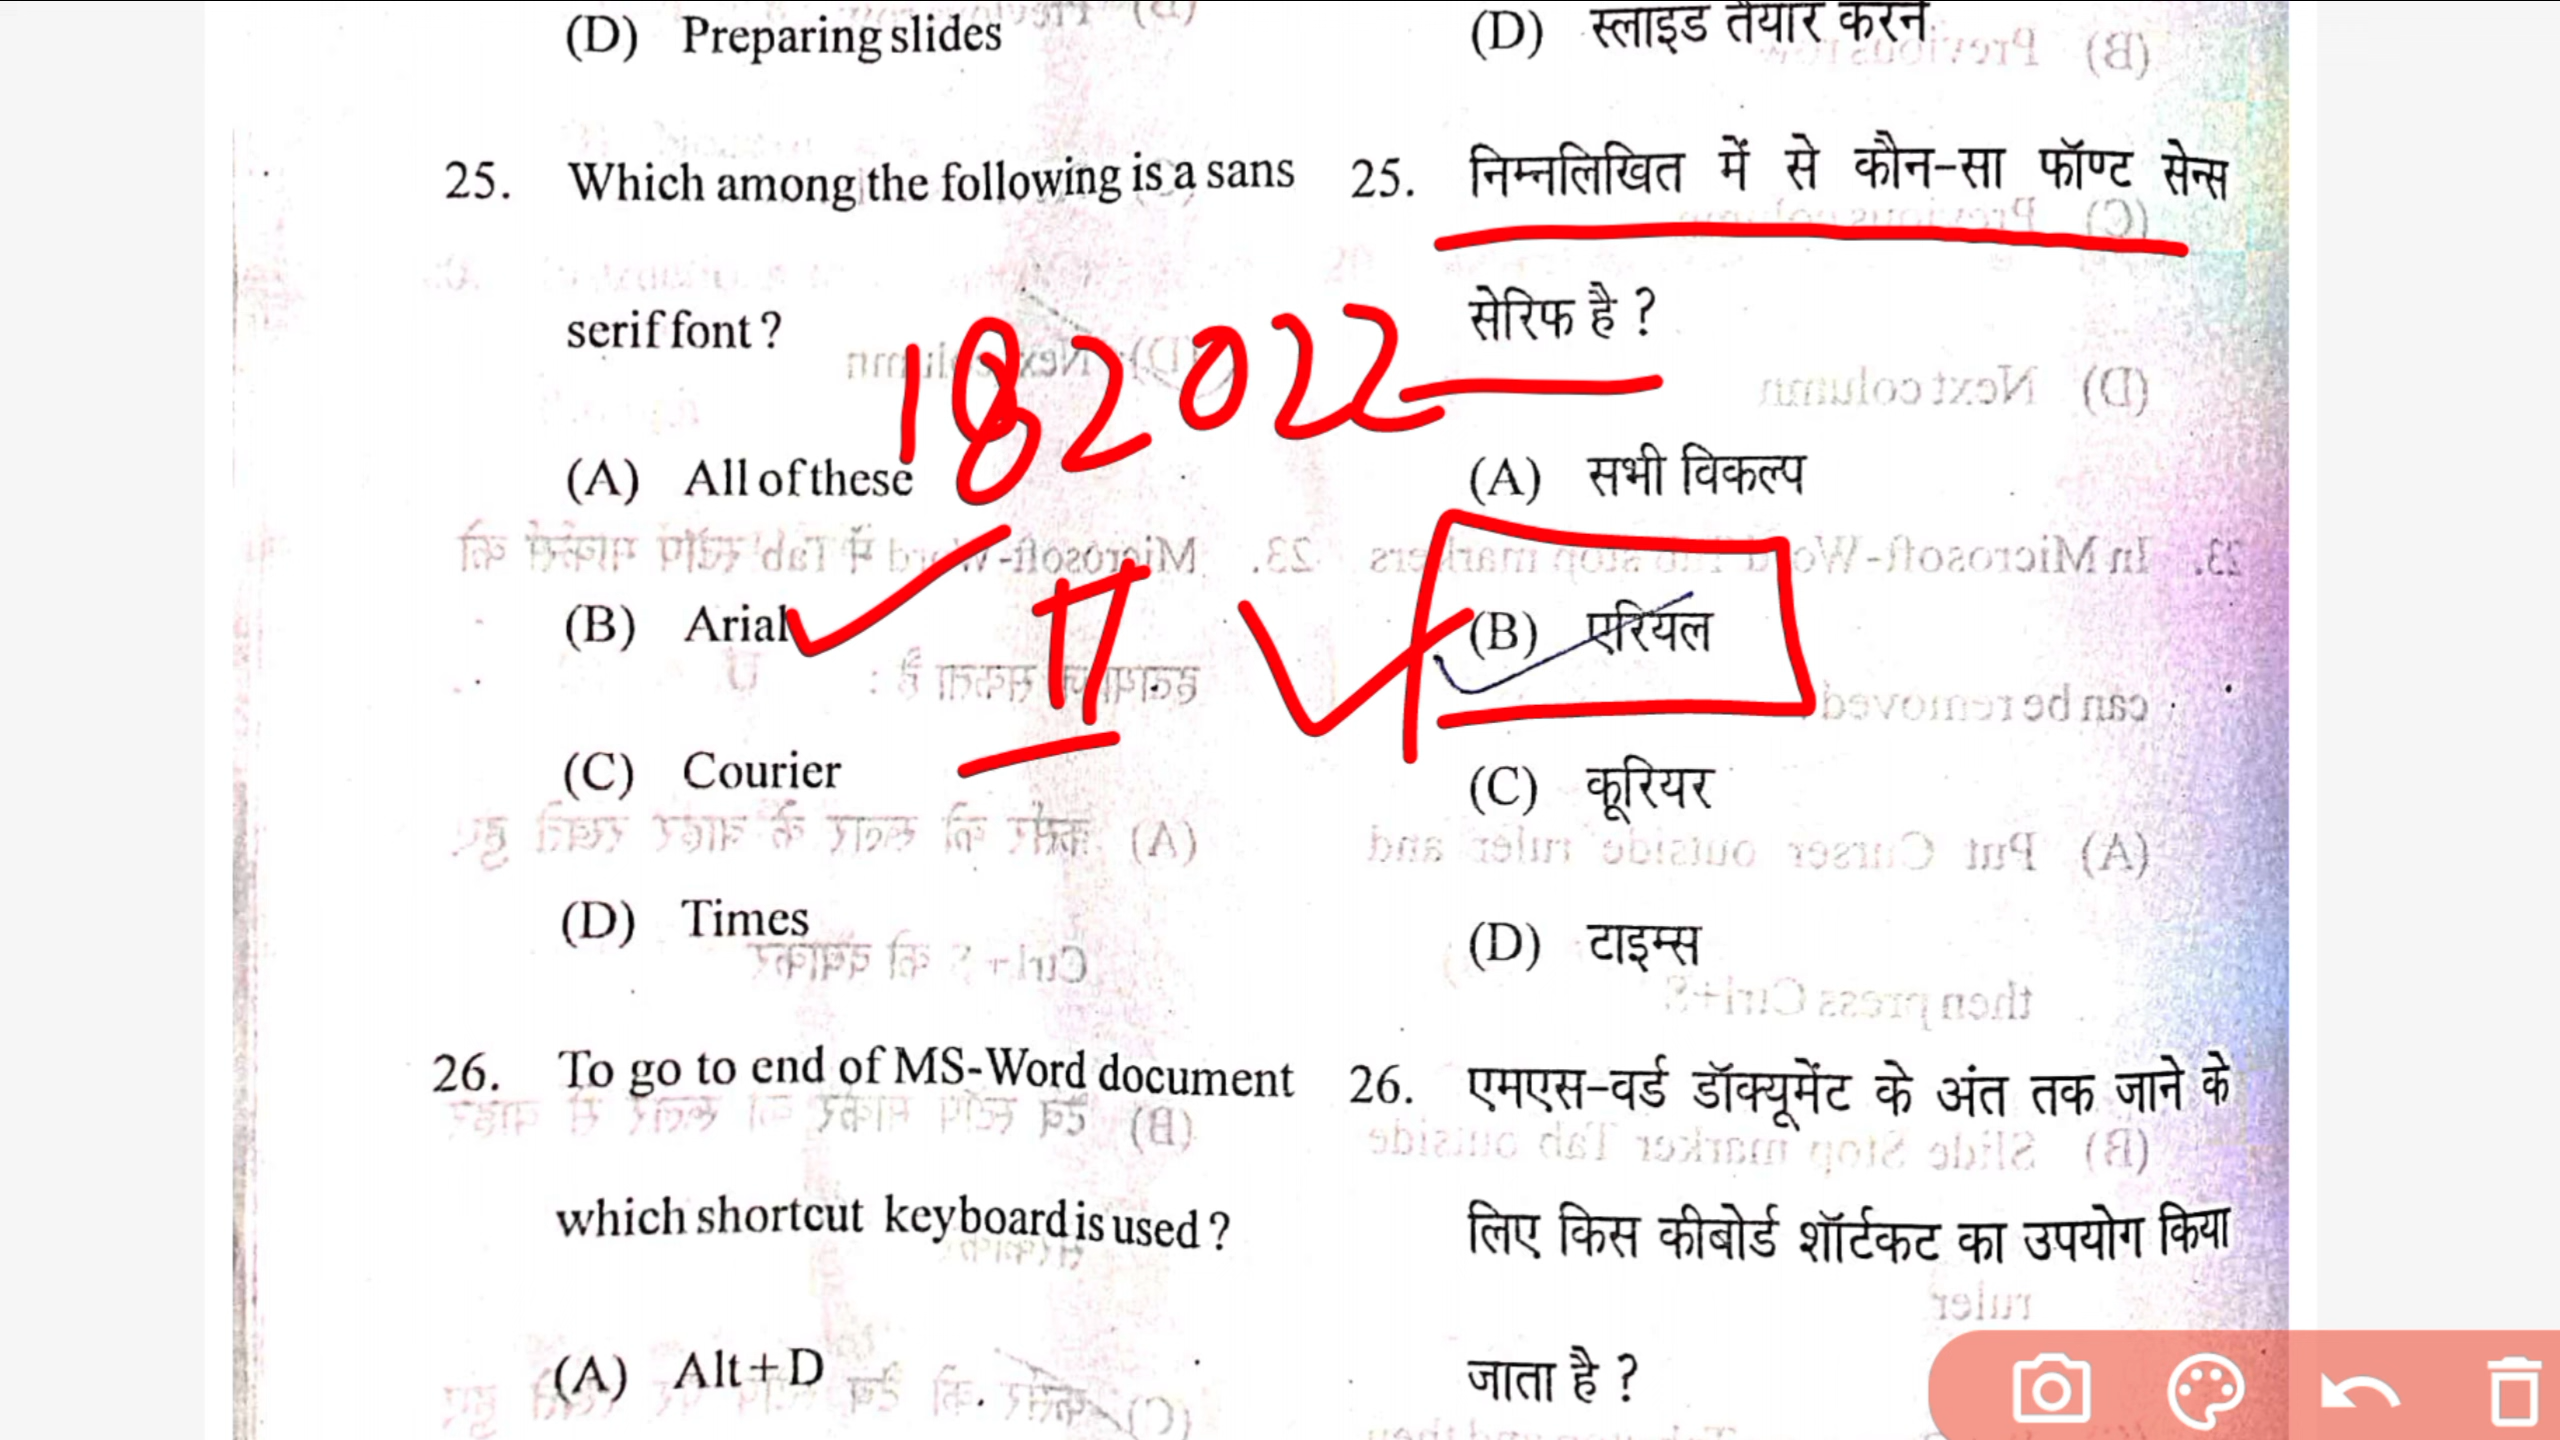 (D) Preparing slides
25. Which among the following is a sans
serif font ?
(A) All of these
(B) Arial
(C) Courier
(D) Times
26. To go to end of MS-Word document
which shortcut keyboard is used ?
(A) Alt+D
182022
II
(D) स्लाइड तैयार करने
25. निम्नलिखित में से कौन-सा फॉण्ट सेन्स
सेरिफ है ?
(A) सभी विकल्प
(B) एरियल
(C) कूरियर
(D) टाइम्स
26. एमएस-वर्ड डॉक्यूमेंट के अंत तक जाने के
लिए किस कीबोर्ड शॉर्टकट का उपयोग किया
जाता है ?